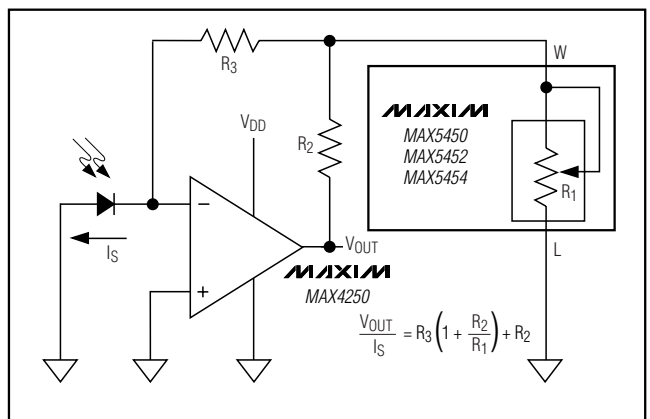 R3
W
MAXIM
MAX5450
MAX5452
MAX5454
VDD
R2
R1
IS
VOUT
L
MAXIM
MAX4250
VOUT/IS = R3(1 + R2/R1) + R2
−
+